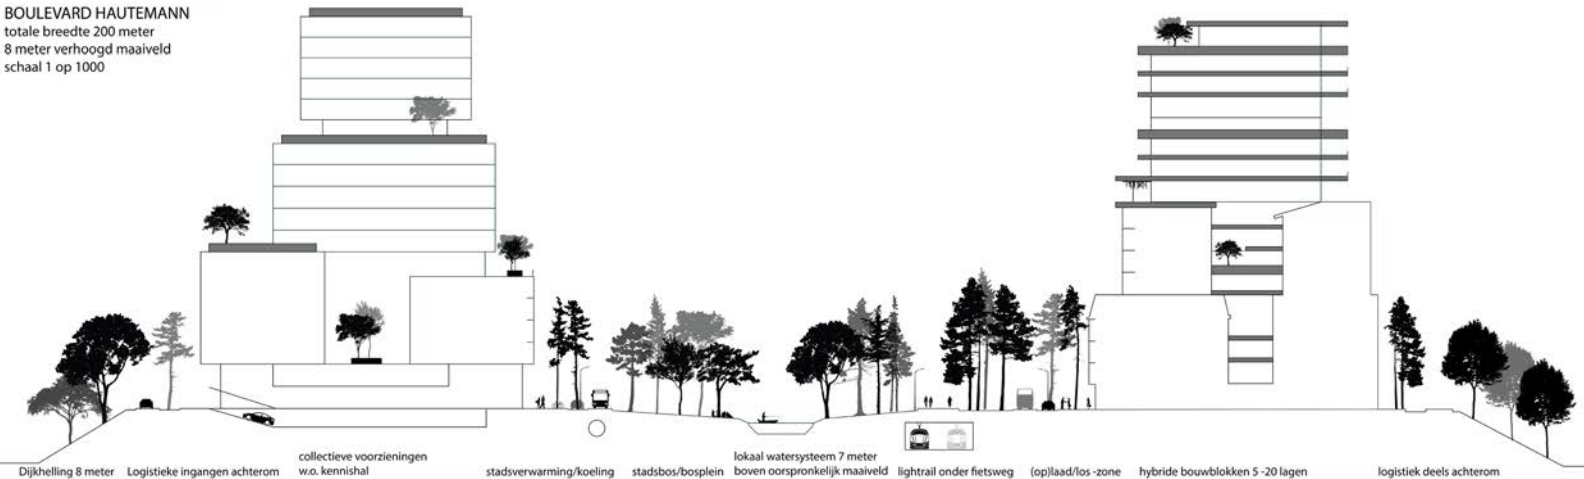 BOULEVARD HAUTEMANN
totale breedte 200 meter
8 meter verhoogd maaiveld
schaal 1 op 1000
Dijkhelling 8 meter
Logistieke ingangen achterom
collectieve voorzieningen
w.o. kennishal
stadsverwarming/koeling
stadsbos/bosplein
lokaal watersysteem 7 meter
boven oorspronkelijk maaiveld
lightrail onder fietsweg
(op)laad/los -zone
hybride bouwblokken 5 -20 lagen
logistiek deels achterom